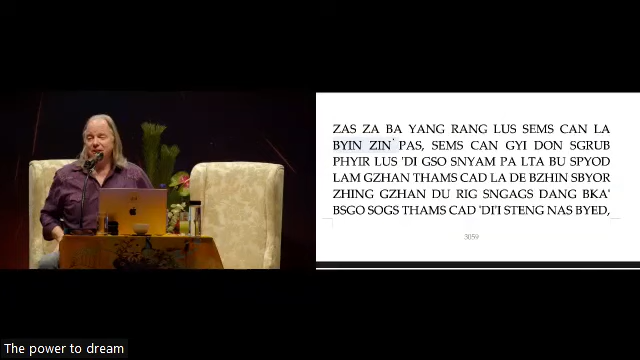 ZAS ZA BA YANG RANG LUS SEMS CAN LA
BYIN ZIN PAS, SEMS CAN GYI DON SGRUB
PHYIR LUS 'DI GSO SNYAM PA LTA BU SPYOD
LAM GZHAN THAMS CAD LA DE BZHIN SBYOR
ZHING GZHAN DU RIG SNGAGS DANG BKA'
BSGO SOGS THAMS CAD 'DI'I STENG NAS BYED,
3059
The power to dream